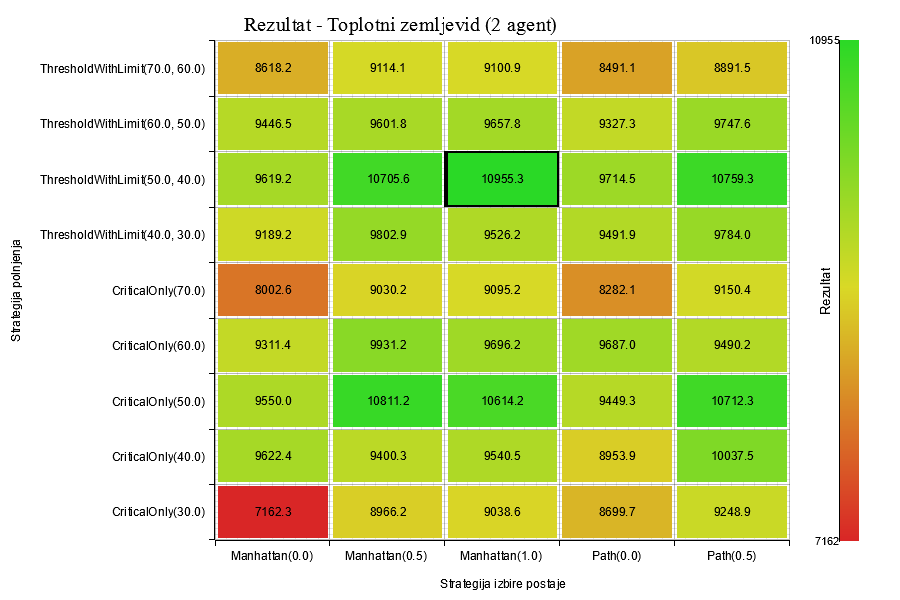 Rezultat - Toplotni zemljevid (2 agent)
10955
ThresholdWithLimit(70.0, 60.0) 8618.2 9114.1 9100.9 8491.1 8891.5
ThresholdWithLimit(60.0, 50.0) 9446.5 9601.8 9657.8 9327.3 9747.6
ThresholdWithLimit(50.0, 40.0) 9619.2 10705.6 10955.3 9714.5 10759.3
ThresholdWithLimit(40.0, 30.0) 9189.2 9802.9 9526.2 9491.9 9784.0
CriticalOnly(70.0) 8002.6 9030.2 9095.2 8282.1 9150.4
CriticalOnly(60.0) 9311.4 9931.2 9696.2 9687.0 9490.2
CriticalOnly(50.0) 9550.0 10811.2 10614.2 9449.3 10712.3
CriticalOnly(40.0) 9622.4 9400.3 9540.5 8953.9 10037.5
CriticalOnly(30.0) 7162.3 8966.2 9038.6 8699.7 9248.9
Strategija polnjenja
Rezultat
7162
Manhattan(0.0) Manhattan(0.5) Manhattan(1.0) Path(0.0) Path(0.5)
Strategija izbire postaje